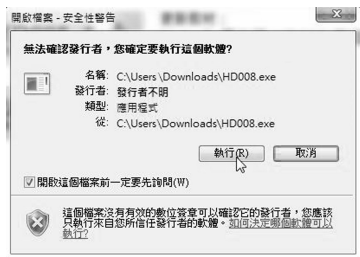 開啟檔案 - 安全性警告
無法確認發行者，您確定要執行這個軟體?
名稱: C:\Users\Downloads\HD008.exe
發行者: 發行者不明
類型: 應用程式
從: C:\Users\Downloads\HD008.exe
執行(R) 取消
開啟這個檔案前一定要先詢問(W)
這個檔案沒有有效的數位簽章可以確認它的發行者，您應該
只執行來自您所信任發行者的軟體。如何決定哪個軟體可以
執行?